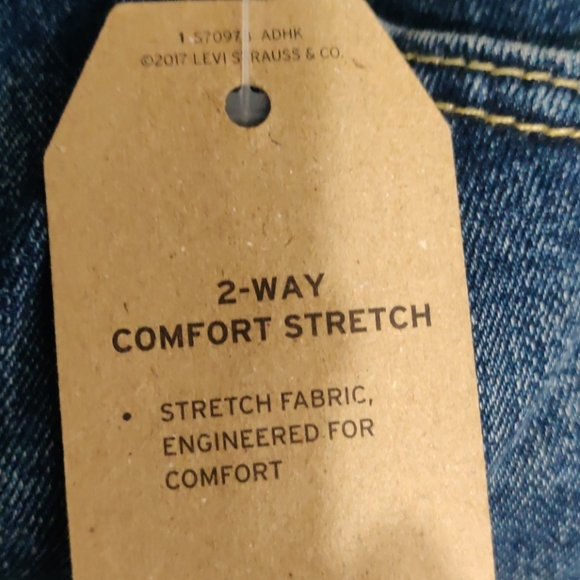 ADHK
©2017 LEVI STRAUSS & CO.
2-WAY
COMFORT STRETCH
• STRETCH FABRIC,
ENGINEERED FOR
COMFORT